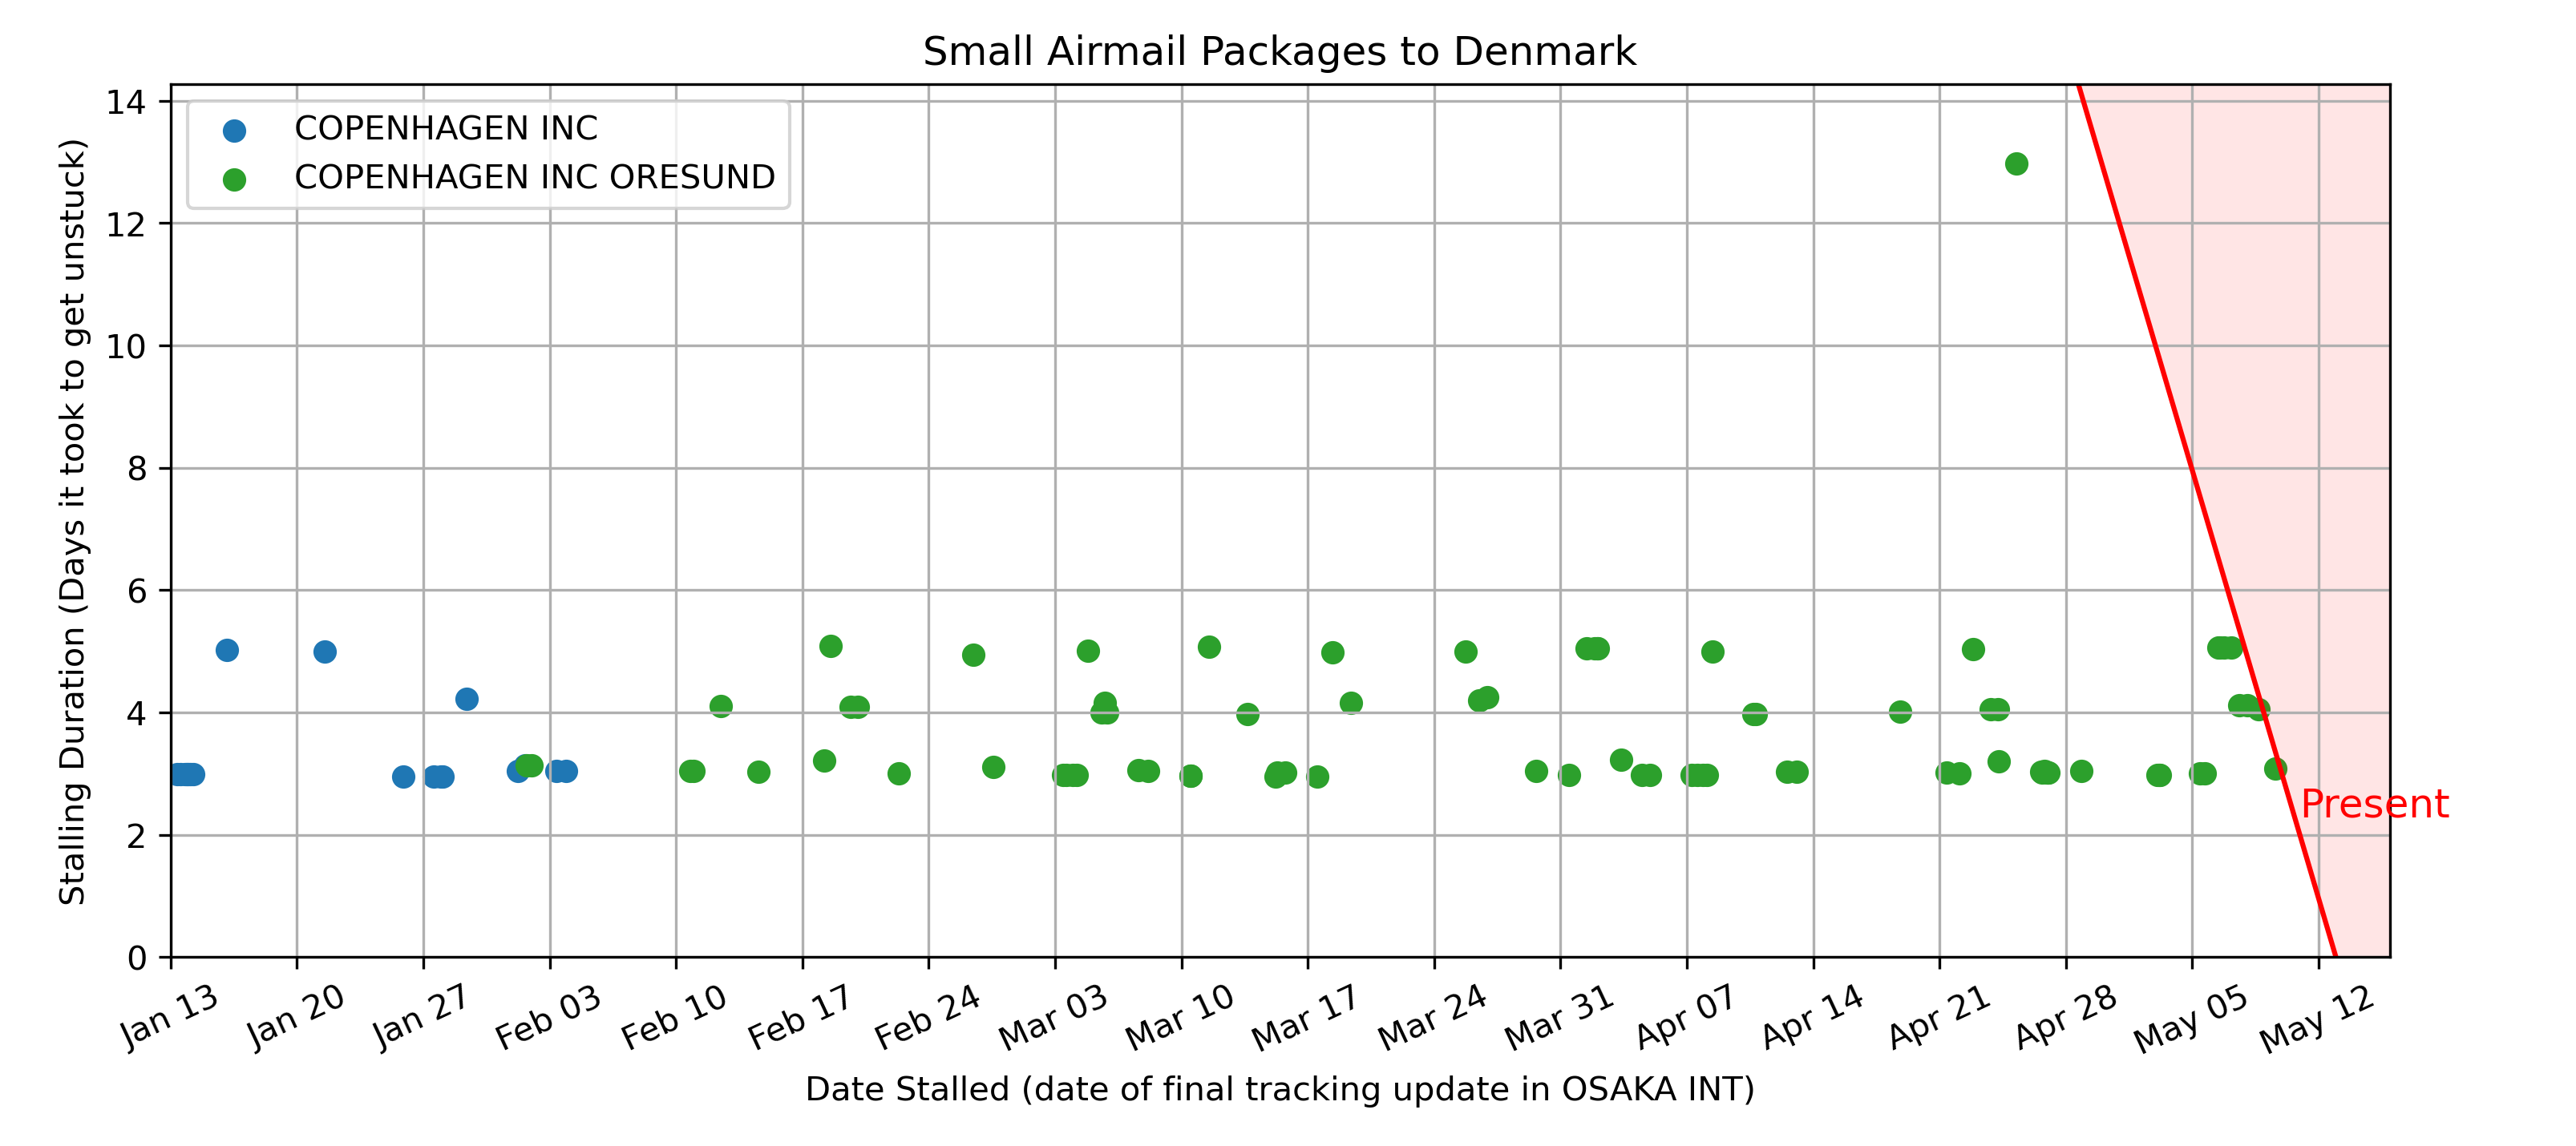 Small Airmail Packages to Denmark
COPENHAGEN INC
COPENHAGEN INC ORESUND
Stalling Duration (Days it took to get unstuck)
14
12
10
8
6
4
2
0
Present
Jan 13 Jan 20 Jan 27 Feb 03 Feb 10 Feb 17 Feb 24 Mar 03 Mar 10 Mar 17 Mar 24 Mar 31 Apr 07 Apr 14 Apr 21 Apr 28 May 05 May 12
Date Stalled (date of final tracking update in OSAKA INT)